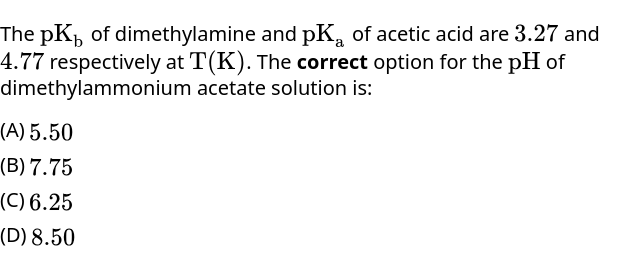 The pK_b of dimethylamine and pK_a of acetic acid are 3.27 and
4.77 respectively at T(K). The correct option for the pH of
dimethylammonium acetate solution is:
(A) 5.50
(B) 7.75
(C) 6.25
(D) 8.50